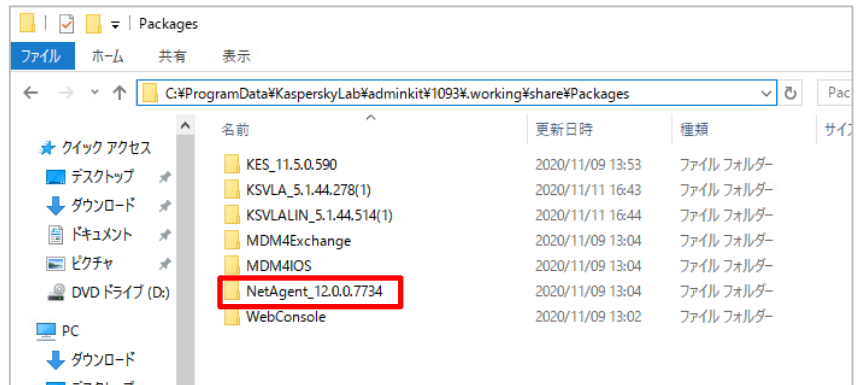 Packages
ファイル ホーム 共有 表示
C:¥ProgramData¥KasperskyLab¥adminkit¥1093¥.working¥share¥Packages Pac
名前 更新日時 種類 サイ
クイック アクセス
デスクトップ
ダウンロード
ドキュメント
ピクチャ
DVD ドライブ (D:)
PC
ダウンロード
KES_11.5.0.590 2020/11/09 13:53 ファイル フォルダー
KSVLA_5.1.44.278(1) 2020/11/11 16:43 ファイル フォルダー
KSVLALIN_5.1.44.514(1) 2020/11/11 16:44 ファイル フォルダー
MDM4Exchange 2020/11/09 13:04 ファイル フォルダー
MDM4IOS 2020/11/09 13:04 ファイル フォルダー
NetAgent_12.0.0.7734 2020/11/09 13:04 ファイル フォルダー
WebConsole 2020/11/09 13:02 ファイル フォルダー